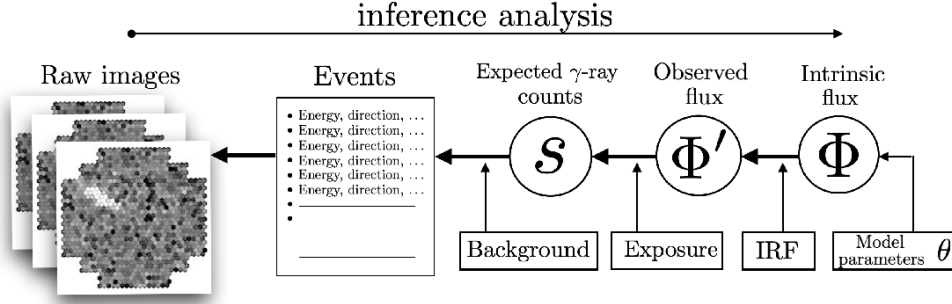 inference analysis
Raw images
Events
Expected γ-ray
counts
Observed
flux
Intrinsic
flux
• Energy, direction, ...
• Energy, direction, ...
• Energy, direction, ...
• Energy, direction, ...
• Energy, direction, ...
• Energy, direction, ...
s
Φ′
Φ
Background
Exposure
IRF
Model
parameters θ